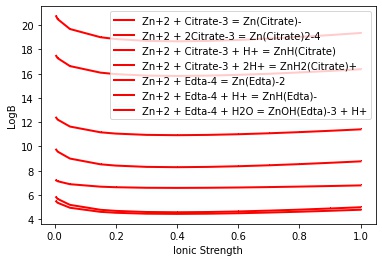 Zn+2 + Citrate-3 = Zn(Citrate)-
Zn+2 + 2Citrate-3 = Zn(Citrate)2-4
Zn+2 + Citrate-3 + H+ = ZnH(Citrate)
Zn+2 + Citrate-3 + 2H+ = ZnH2(Citrate)+
Zn+2 + Edta-4 = Zn(Edta)-2
Zn+2 + Edta-4 + H+ = ZnH(Edta)-
Zn+2 + Edta-4 + H2O = ZnOH(Edta)-3 + H+
LogB
20
18
16
14
12
10
8
6
4
0.0 0.2 0.4 0.6 0.8 1.0
Ionic Strength